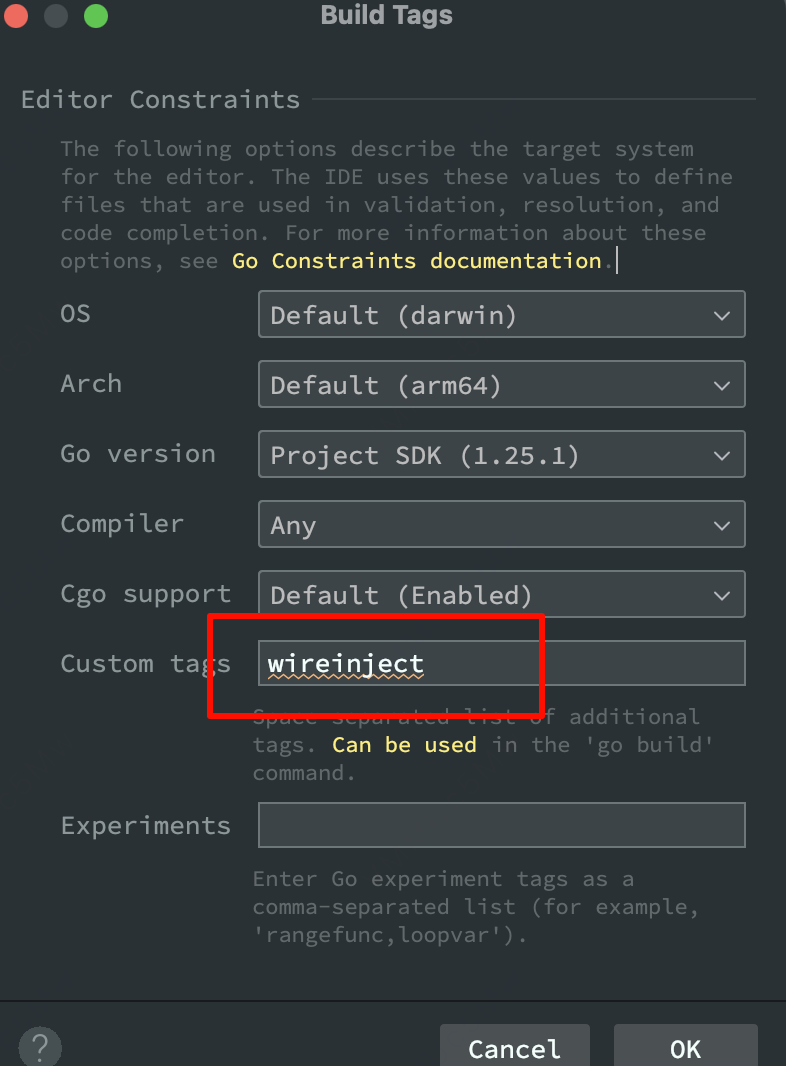 Build Tags
Editor Constraints
The following options describe the target system
for the editor. The IDE uses these values to define
files that are used in validation, resolution, and
code completion. For more information about these
options, see Go Constraints documentation.
OS
Default (darwin)
Arch
Default (arm64)
Go version
Project SDK (1.25.1)
Compiler
Any
Cgo support
Default (Enabled)
Custom tags
wireinject
Space-separated list of additional
tags. Can be used in the 'go build'
command.
Experiments
Enter Go experiment tags as a
comma-separated list (for example,
'rangefunc,loopvar').
?
Cancel
OK